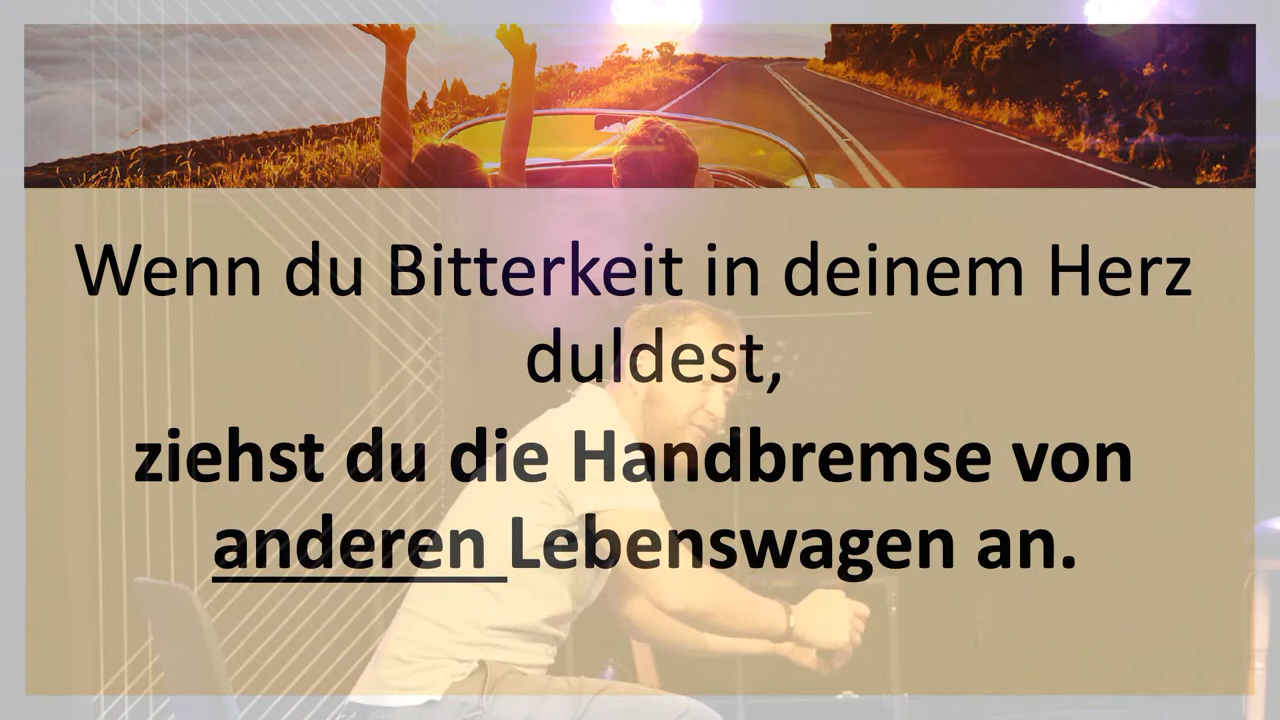 Wenn du Bitterkeit in deinem Herz
duldest,
ziehst du die Handbremse von
anderen Lebenswagen an.